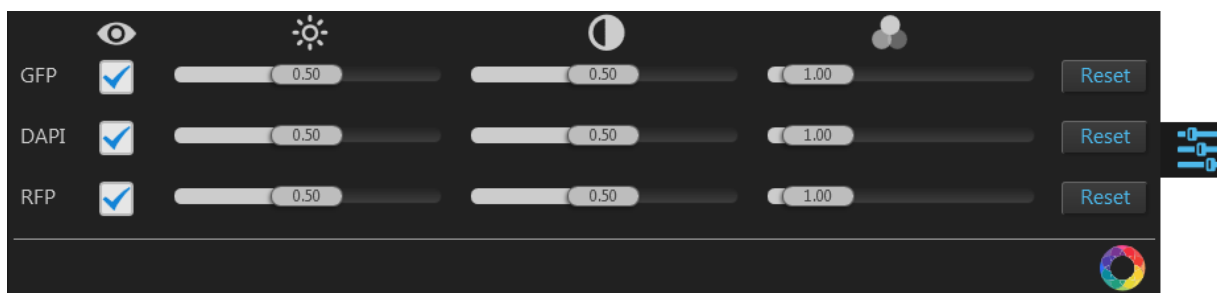 GFP 0.50 0.50 1.00 Reset
DAPI 0.50 0.50 1.00 Reset
RFP 0.50 0.50 1.00 Reset